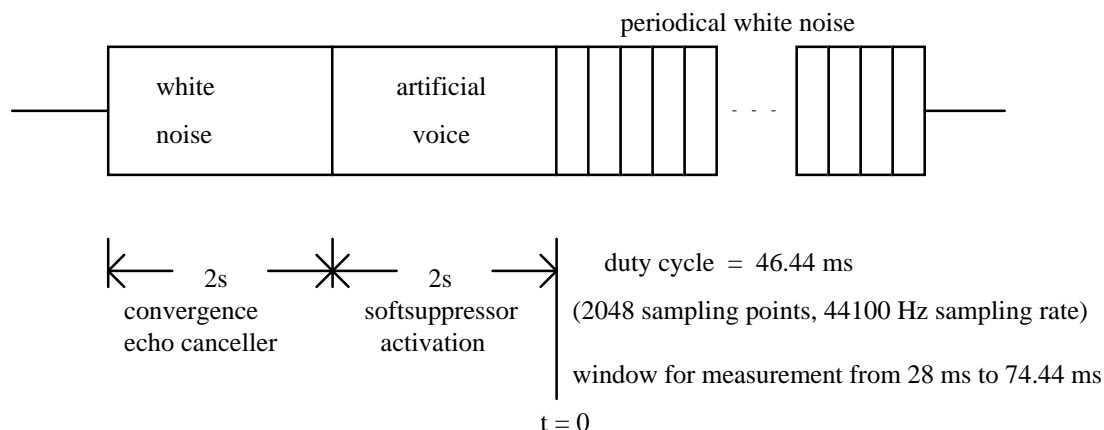 periodical white noise
white
noise
artificial
voice
2s
convergence
echo canceller
2s
softsuppressor
activation
duty cycle = 46.44 ms
(2048 sampling points, 44100 Hz sampling rate)
window for measurement from 28 ms to 74.44 ms
t = 0